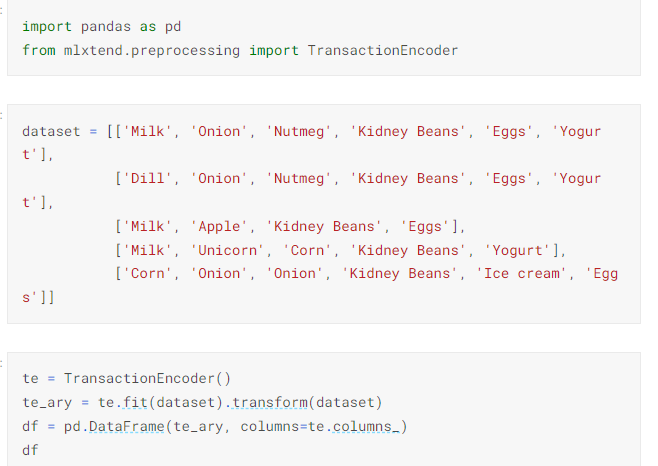 import pandas as pd
from mlxtend.preprocessing import TransactionEncoder
dataset = [['Milk', 'Onion', 'Nutmeg', 'Kidney Beans', 'Eggs', 'Yogur
t'],
['Dill', 'Onion', 'Nutmeg', 'Kidney Beans', 'Eggs', 'Yogur
t'],
['Milk', 'Apple', 'Kidney Beans', 'Eggs'],
['Milk', 'Unicorn', 'Corn', 'Kidney Beans', 'Yogurt'],
['Corn', 'Onion', 'Onion', 'Kidney Beans', 'Ice cream', 'Egg
s']]
te = TransactionEncoder()
te_ary = te.fit(dataset).transform(dataset)
df = pd.DataFrame(te_ary, columns=te.columns_)
df